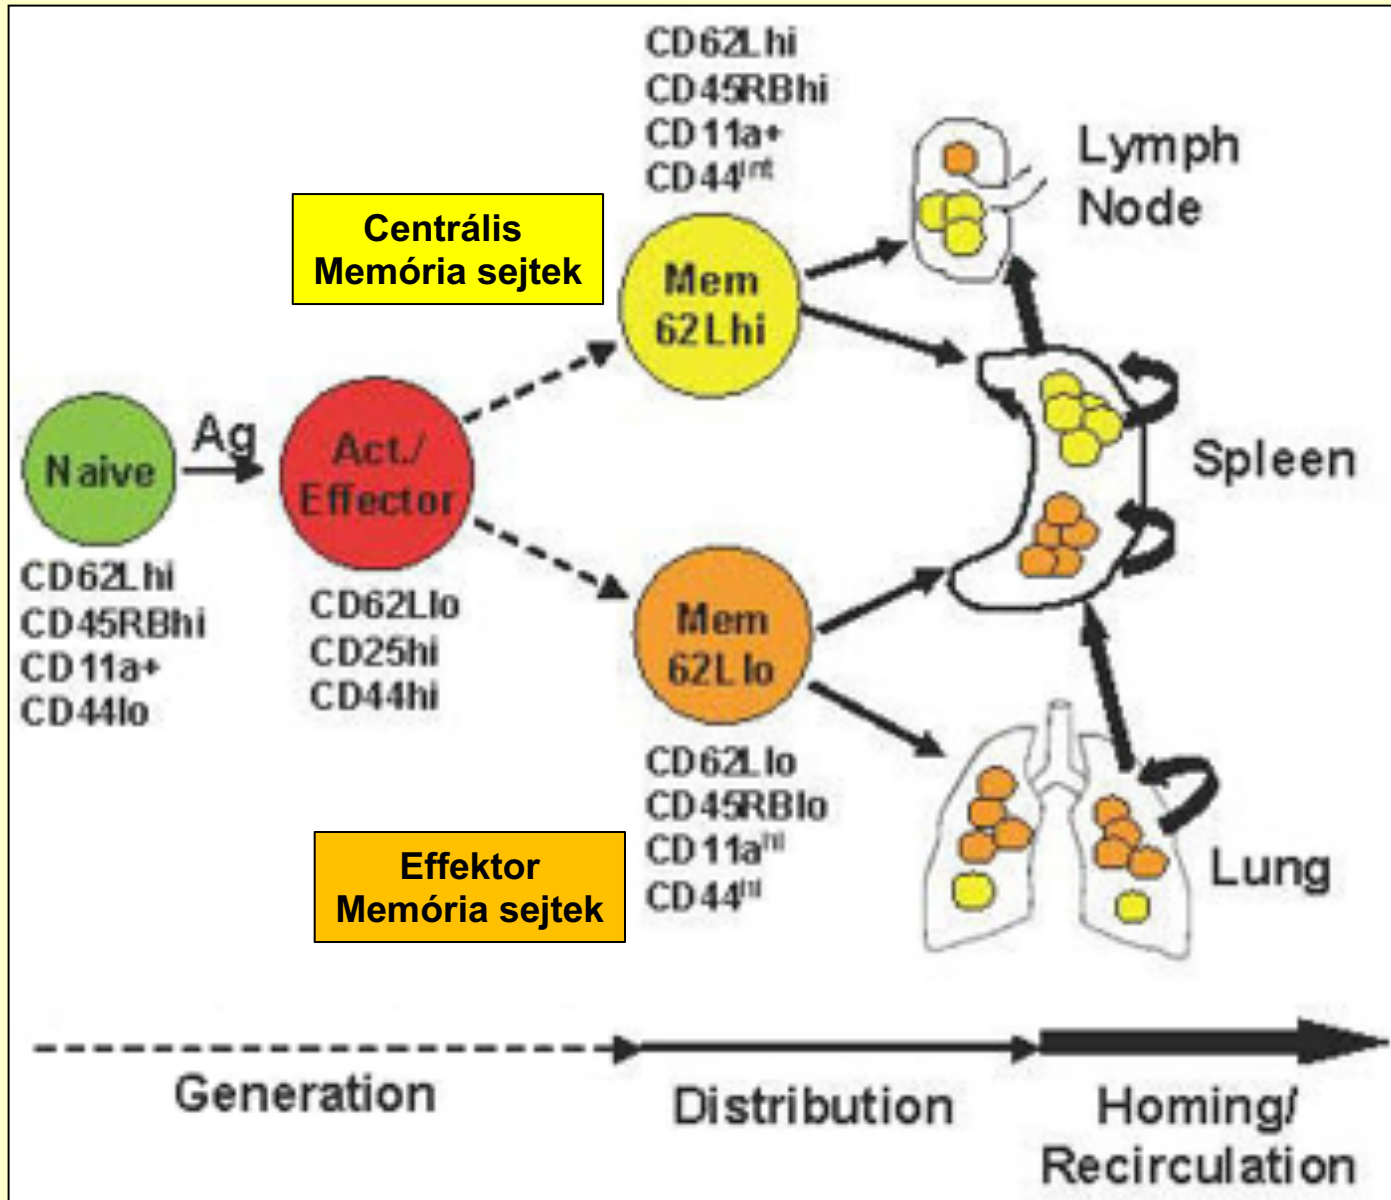 CD62Lhi
CD45RBhi
CD11a+
CD44int
Lymph
Node
Centrális
Memória sejtek
Mem
62Lhi
Naive
Ag
Act./
Effector
Spleen
CD62Lhi
CD45RBhi
CD11a+
CD44lo
CD62Llo
CD25hi
CD44hi
Mem
62Llo
CD62Llo
CD45RBlo
CD11ahi
CD44hi
Effektor
Memória sejtek
Lung
Generation
Distribution
Homing/
Recirculation